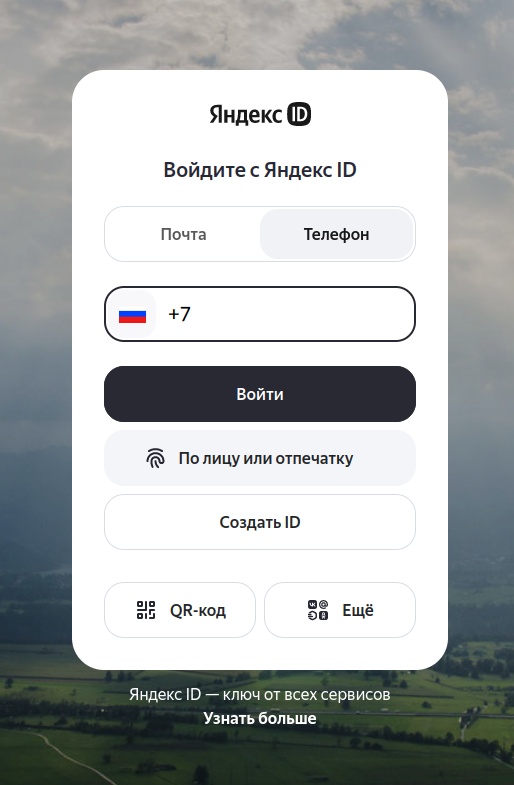 Яндекс ID
Войдите с Яндекс ID
Почта
Телефон
+7
Войти
По лицу или отпечатку
Создать ID
QR-код
Ещё
Яндекс ID — ключ от всех сервисов
Узнать больше